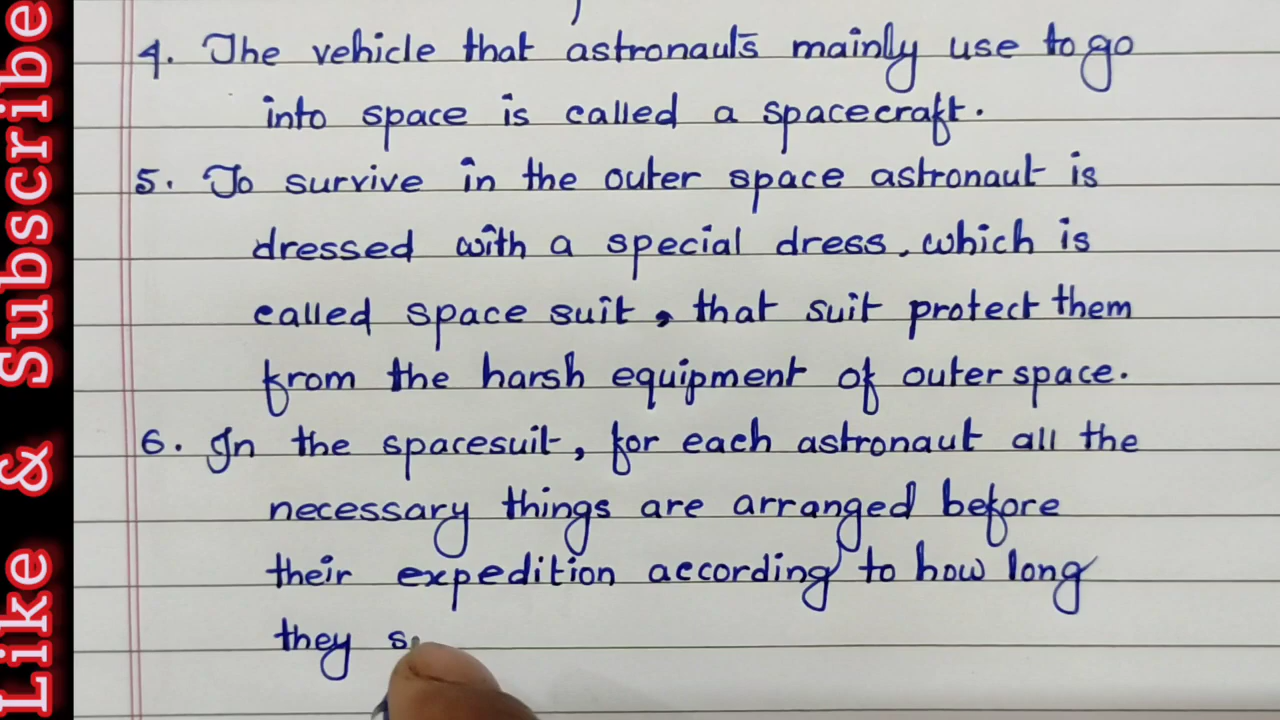 Like & Subscribe
4. The vehicle that astronauts mainly use to go
into space is called a spacecraft.
5. To survive in the outer space astronaut is
dressed with a special dress, which is
called space suit, that suit protect them
from the harsh equipment of outer space.
6. In the spacesuit, for each astronaut all the
necessary things are arranged before
their expedition according to how long
they